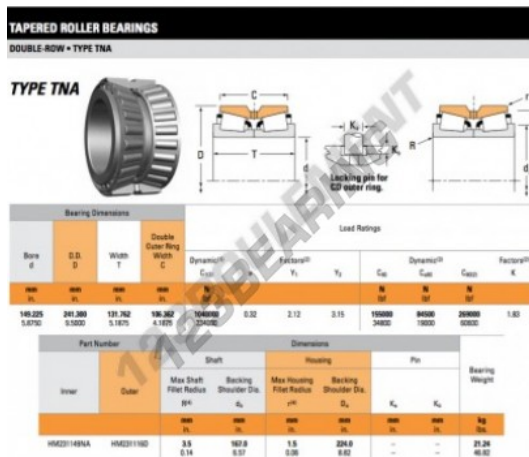 TAPERED ROLLER BEARINGS
DOUBLE-ROW • TYPE TNA
TYPE TNA
C
D
T
d
R
r
d
Locking pin for
CD outer ring.
123BEARING
Bearing Dimensions
Load Ratings
Bore
d
O.D.
D
Width
T
Double
Outer Ring
Width
C
Dynamic
Factors
Y₁
Y₂
Dynamic
C₉₀
Cₐ₉₀
Factors
K
mm
in.
mm
in.
mm
in.
mm
in.
N
lbf
N
lbf
N
lbf
N
lbf
149.225
5.8750
241.300
9.5000
131.762
5.1875
106.362
4.1875
0.32
2.12
3.15
155000
34800
84500
19000
269000
60600
1.83
Part Number
Dimensions
Shaft
Housing
Pin
Bearing
Weight
Inner
Outer
Max Shaft
Fillet Radius
Backing
Shoulder Dia.
Max Housing
Fillet Radius
Backing
Shoulder Dia.
mm
in.
mm
in.
mm
in.
mm
in.
mm
in.
mm
in.
kg
lbs.
HM231149NA
HM231116D
3.5
0.14
167.0
6.57
1.5
0.06
224.0
8.82
–
–
–
–
21.24
46.82